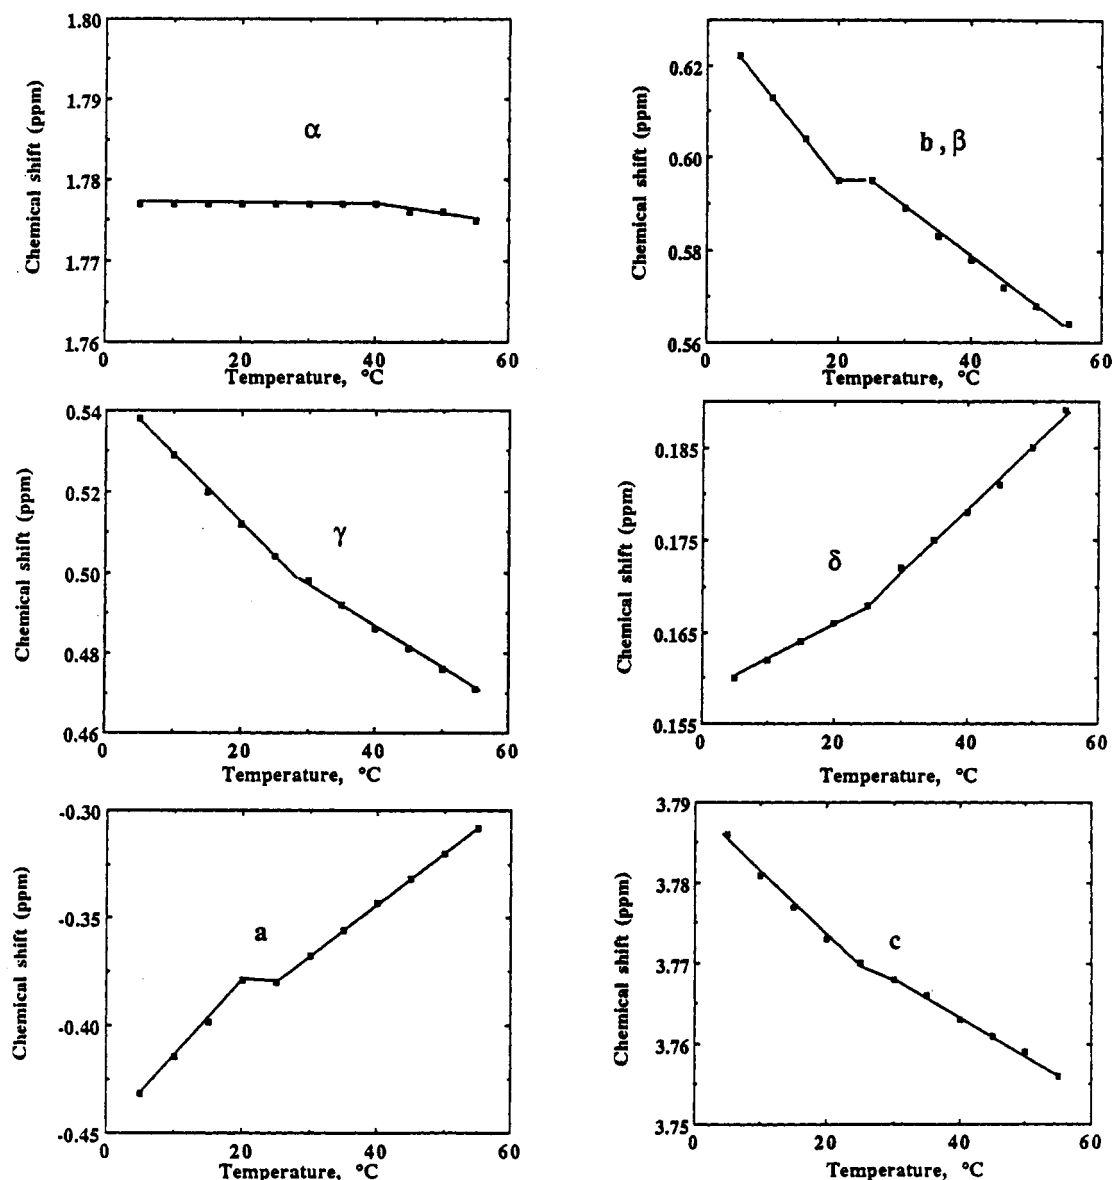 1.80
1.79
1.78
1.77
1.76
Chemical shift (ppm)
α
0 20 40 60
Temperature, °C
0.62
0.60
0.58
0.56
Chemical shift (ppm)
b,β
0 20 40 60
Temperature, °C
0.54
0.52
0.50
0.48
0.46
Chemical shift (ppm)
γ
0 20 40 60
Temperature, °C
0.185
0.175
0.165
0.155
Chemical shift (ppm)
δ
0 20 40 60
Temperature, °C
-0.30
-0.35
-0.40
-0.45
Chemical shift (ppm)
a
0 20 40 60
Temperature, °C
3.79
3.78
3.77
3.76
3.75
Chemical shift (ppm)
c
0 20 40 60
Temperature, °C